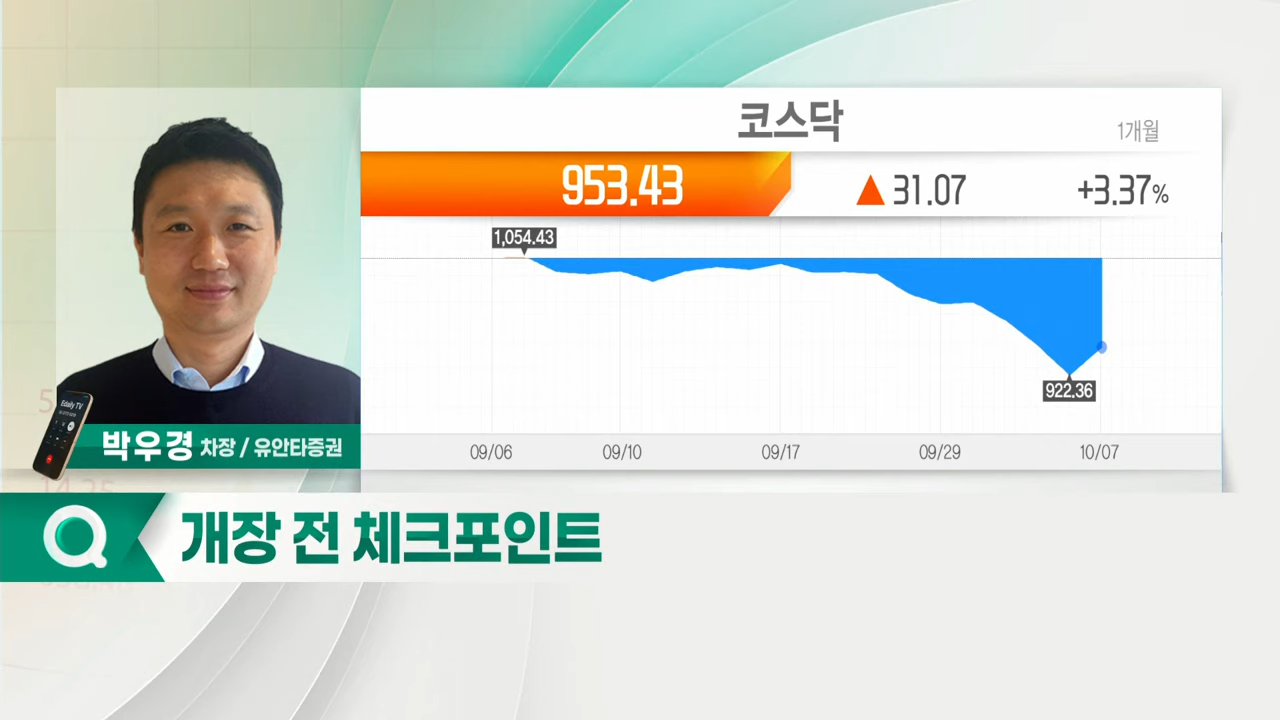 코스닥
1개월
953.43 ▲ 31.07 +3.37%
1,054.43
922.36
09/06 09/10 09/17 09/29 10/07
Edaily TV
박우경 차장 / 유안타증권
개장 전 체크포인트